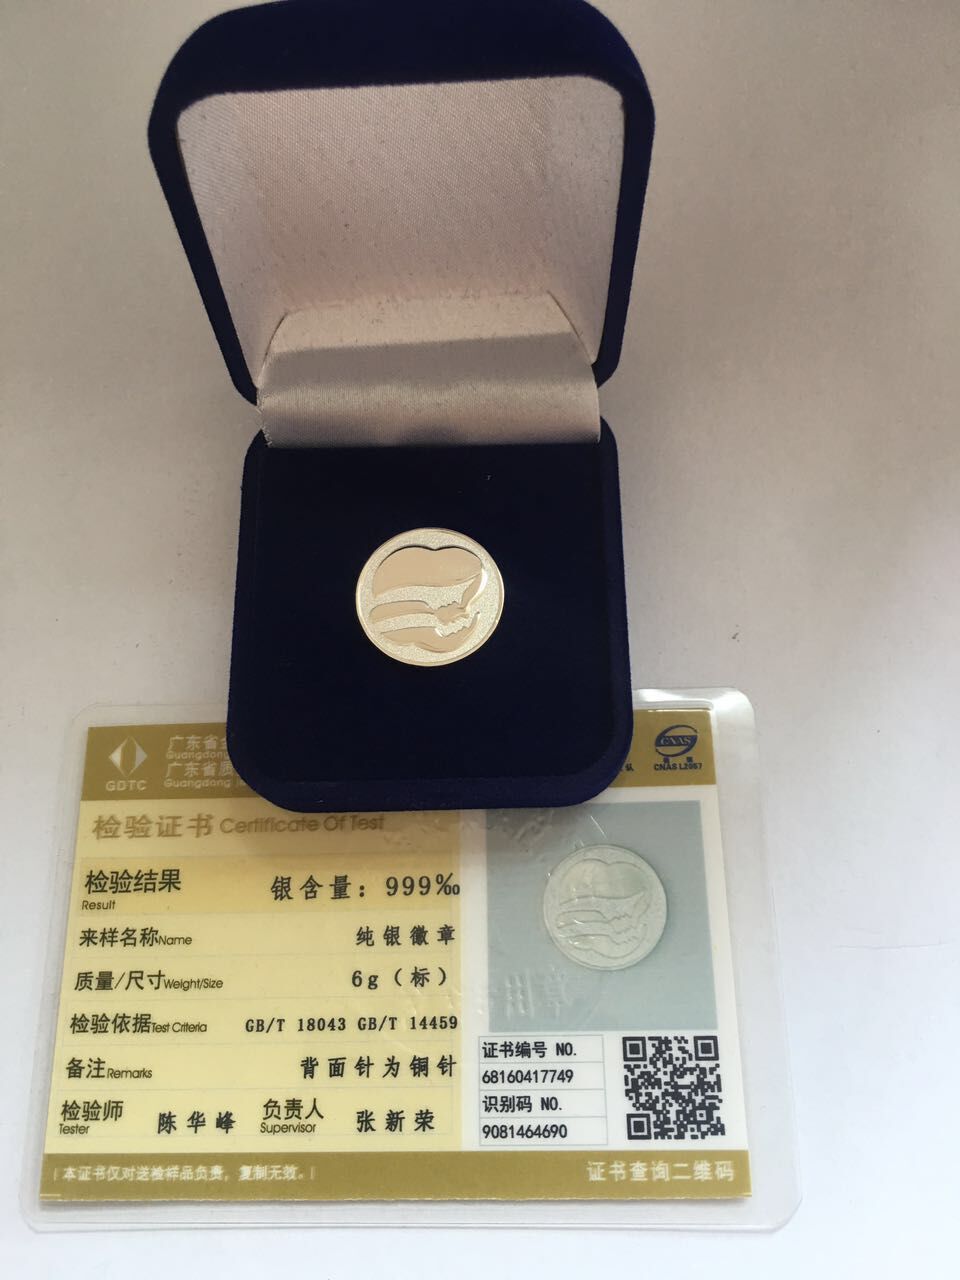 GDTC
广东省
Guangdong
广东省质
Guangdong
CNAS
CNAS L2057
检验证书 Certificate Of Test
检验结果 银含量：999‰
Result
来样名称Name 纯银徽章
质量/尺寸Weight/Size 6g（标）
检验依据Test Criteria GB/T 18043 GB/T 14459
备注Remarks 背面针为铜针
检验师 陈华峰 负责人 张新荣
Tester Supervisor
证书编号 NO.
68160417749
识别码 NO.
9081464690
本证书仅对送检样品负责，复制无效。
证书查询二维码